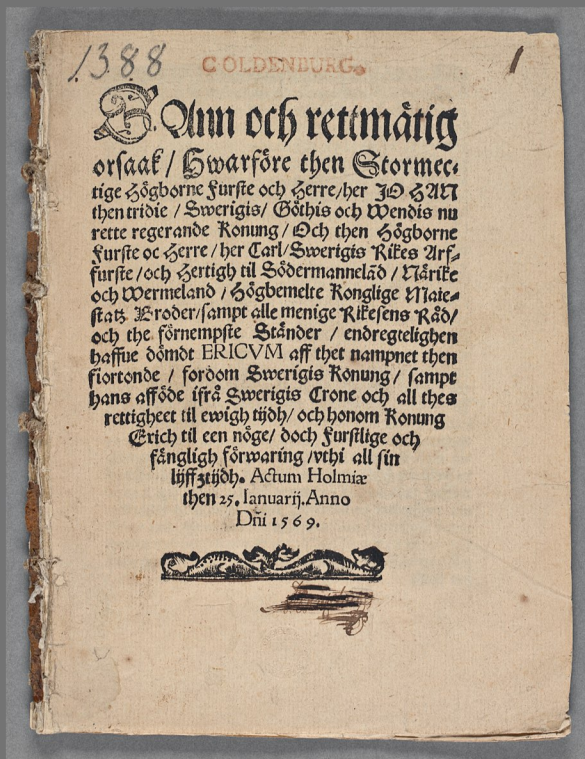 1388
COLDENBURG.
1
SAnn och rettmätig
orsaak / Hwarföre then Stormec-
tige Högborne Furste och Herre/her JOHAN
then tridie / Swerigis/ Göthis och Wendis nu
rette regerande Konung / Och then Högborne
Furste oc Herre / her Carl/Swerigis Rikes Arf-
furste/och Hertigh til Södermannelād / Närike
och Wermeland / Högbemelte Konglige Maie-
statz Broder/sampt alle menige Rikesens Råd/
och the förnempste Ständer / endregtelighen
haffue dömdt ERICVM aff thet nampnet then
fiortonde / fordom Swerigis Konung / sampt
hans afföde ifrå Swerigis Crone och all thes
rettigheet til ewigh tijdh/ och honom Konung
Erich til een nöge/ doch Furstlige och
fängligh förwaring /vthi all sin
lijffztijdh. Actum Holmiæ
then 25. Ianuarij. Anno
Dn̄i 1569.